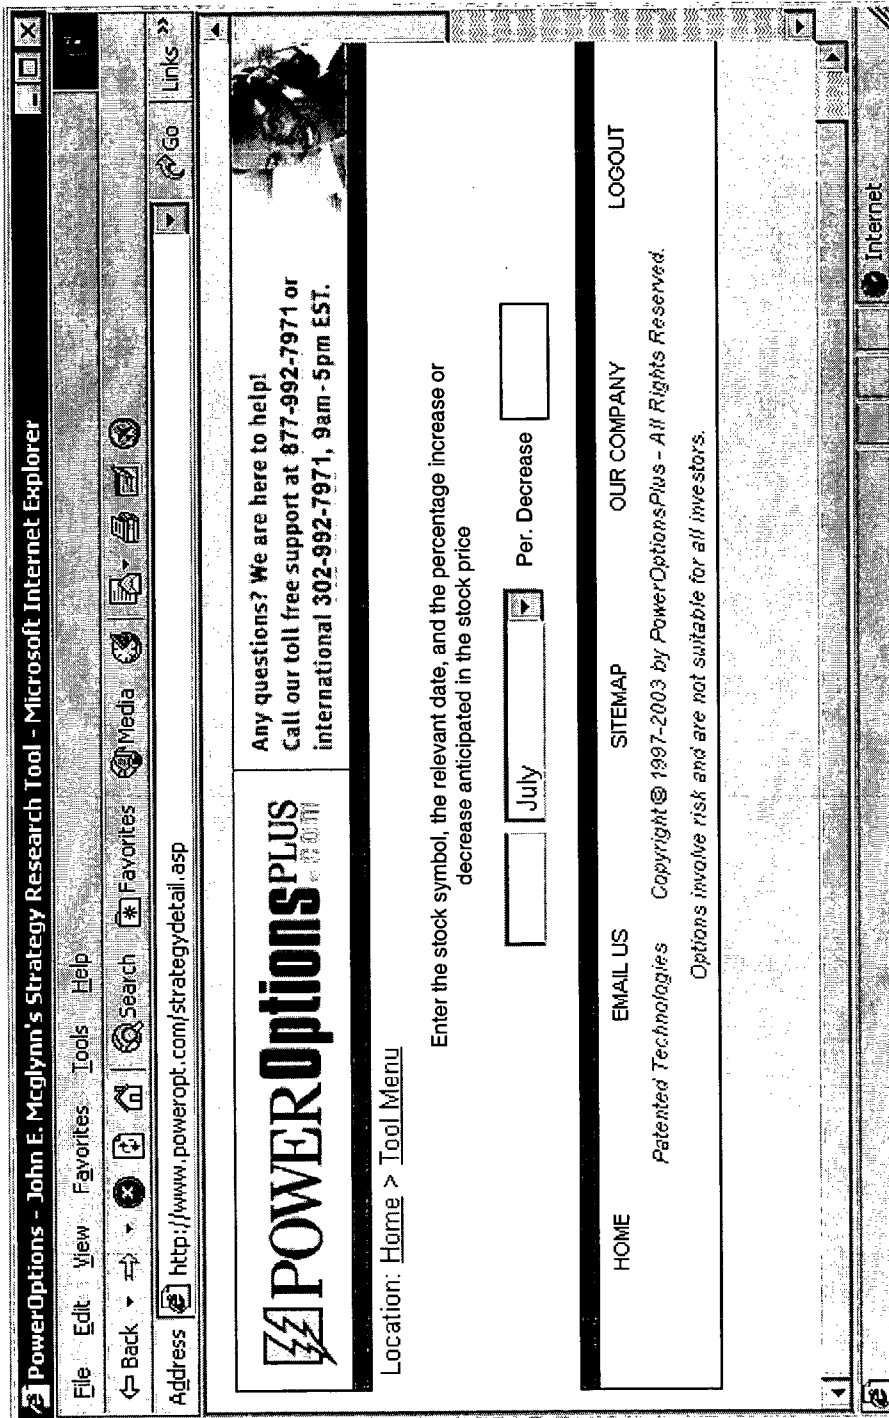 PowerOptions - John E. Mcglynn's Strategy Research Tool - Microsoft Internet Explorer
File Edit View Favorites Tools Help
Back Search Favorites Media
Address http://www.poweropt.com/strategydetail.asp Go Links »
POWEROptionsPLUS
.com
Any questions? We are here to help!
Call our toll free support at 877-992-7971 or
international 302-992-7971, 9am-5pm EST.
Location: Home > Tool Menu
Enter the stock symbol, the relevant date, and the percentage increase or
decrease anticipated in the stock price
July Per. Decrease
HOME EMAIL US SITEMAP OUR COMPANY LOGOUT
Patented Technologies Copyright © 1997-2003 by PowerOptionsPlus - All Rights Reserved.
Options involve risk and are not suitable for all investors.
Internet